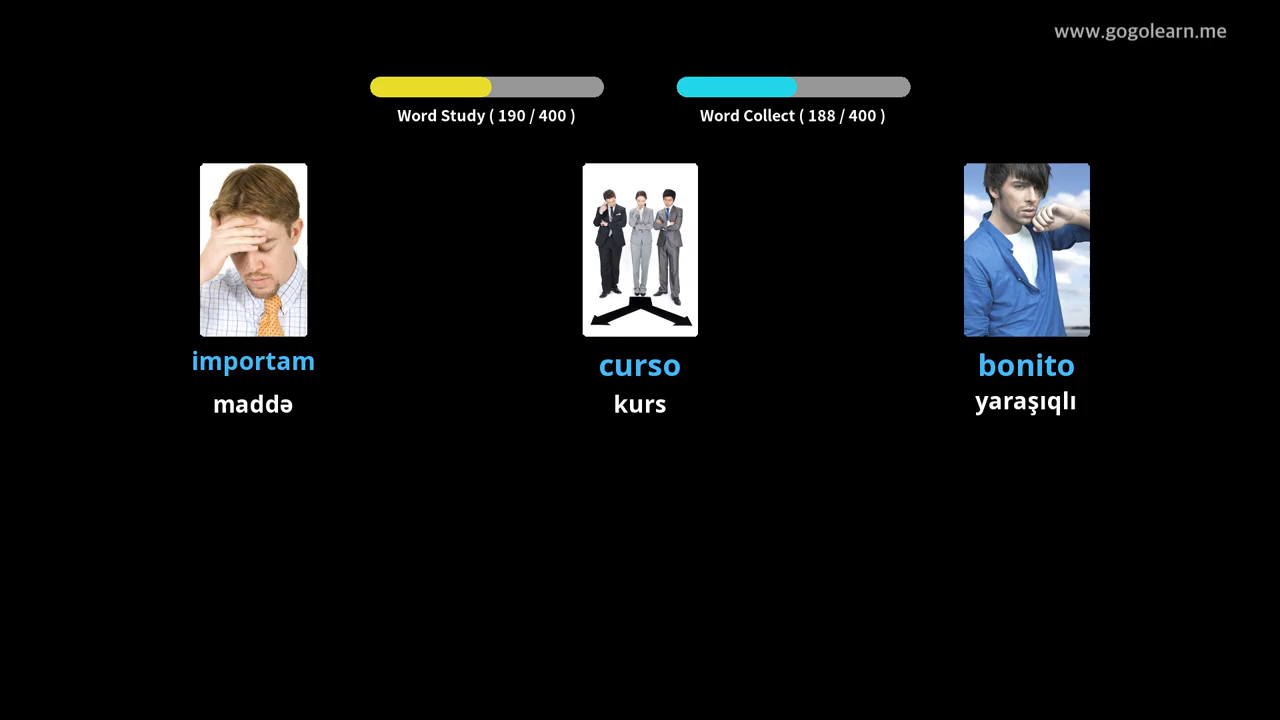 www.gogolearn.me
Word Study ( 190 / 400 )
Word Collect ( 188 / 400 )
importam
curso
bonito
maddə
kurs
yaraşıqlı